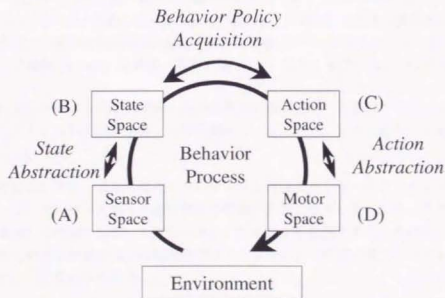 Behavior Policy
Acquisition
(B)
State
Space
Action
Space
(C)
State
Abstraction
Behavior
Process
Action
Abstraction
(A)
Sensor
Space
Motor
Space
(D)
Environment